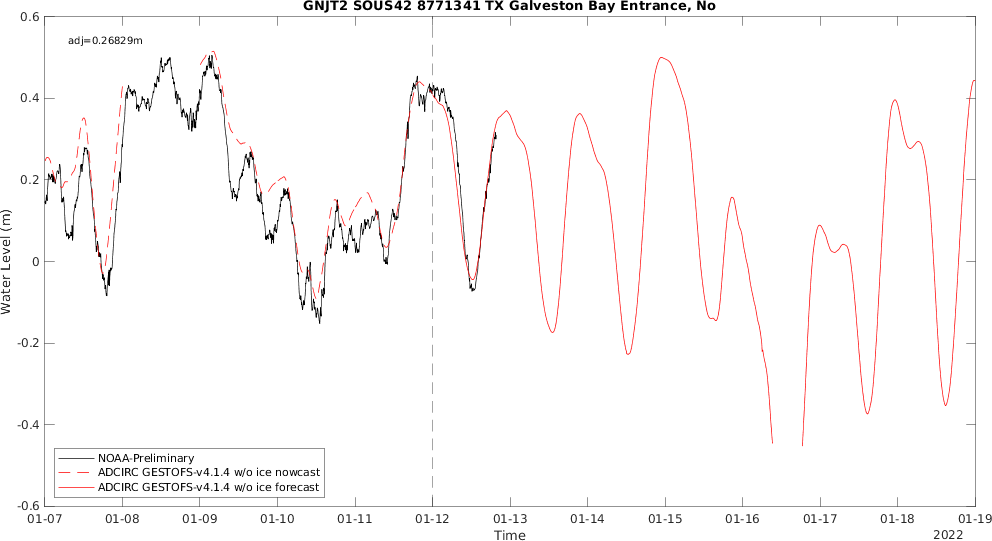 GNJT2 SOUS42 8771341 TX Galveston Bay Entrance, No
adj=0.26829m
0.6
0.4
0.2
0
-0.2
-0.4
-0.6
Water Level (m)
NOAA-Preliminary
ADCIRC GESTOFS-v4.1.4 w/o ice nowcast
ADCIRC GESTOFS-v4.1.4 w/o ice forecast
01-07 01-08 01-09 01-10 01-11 01-12 01-13 01-14 01-15 01-16 01-17 01-18 01-19
Time
2022